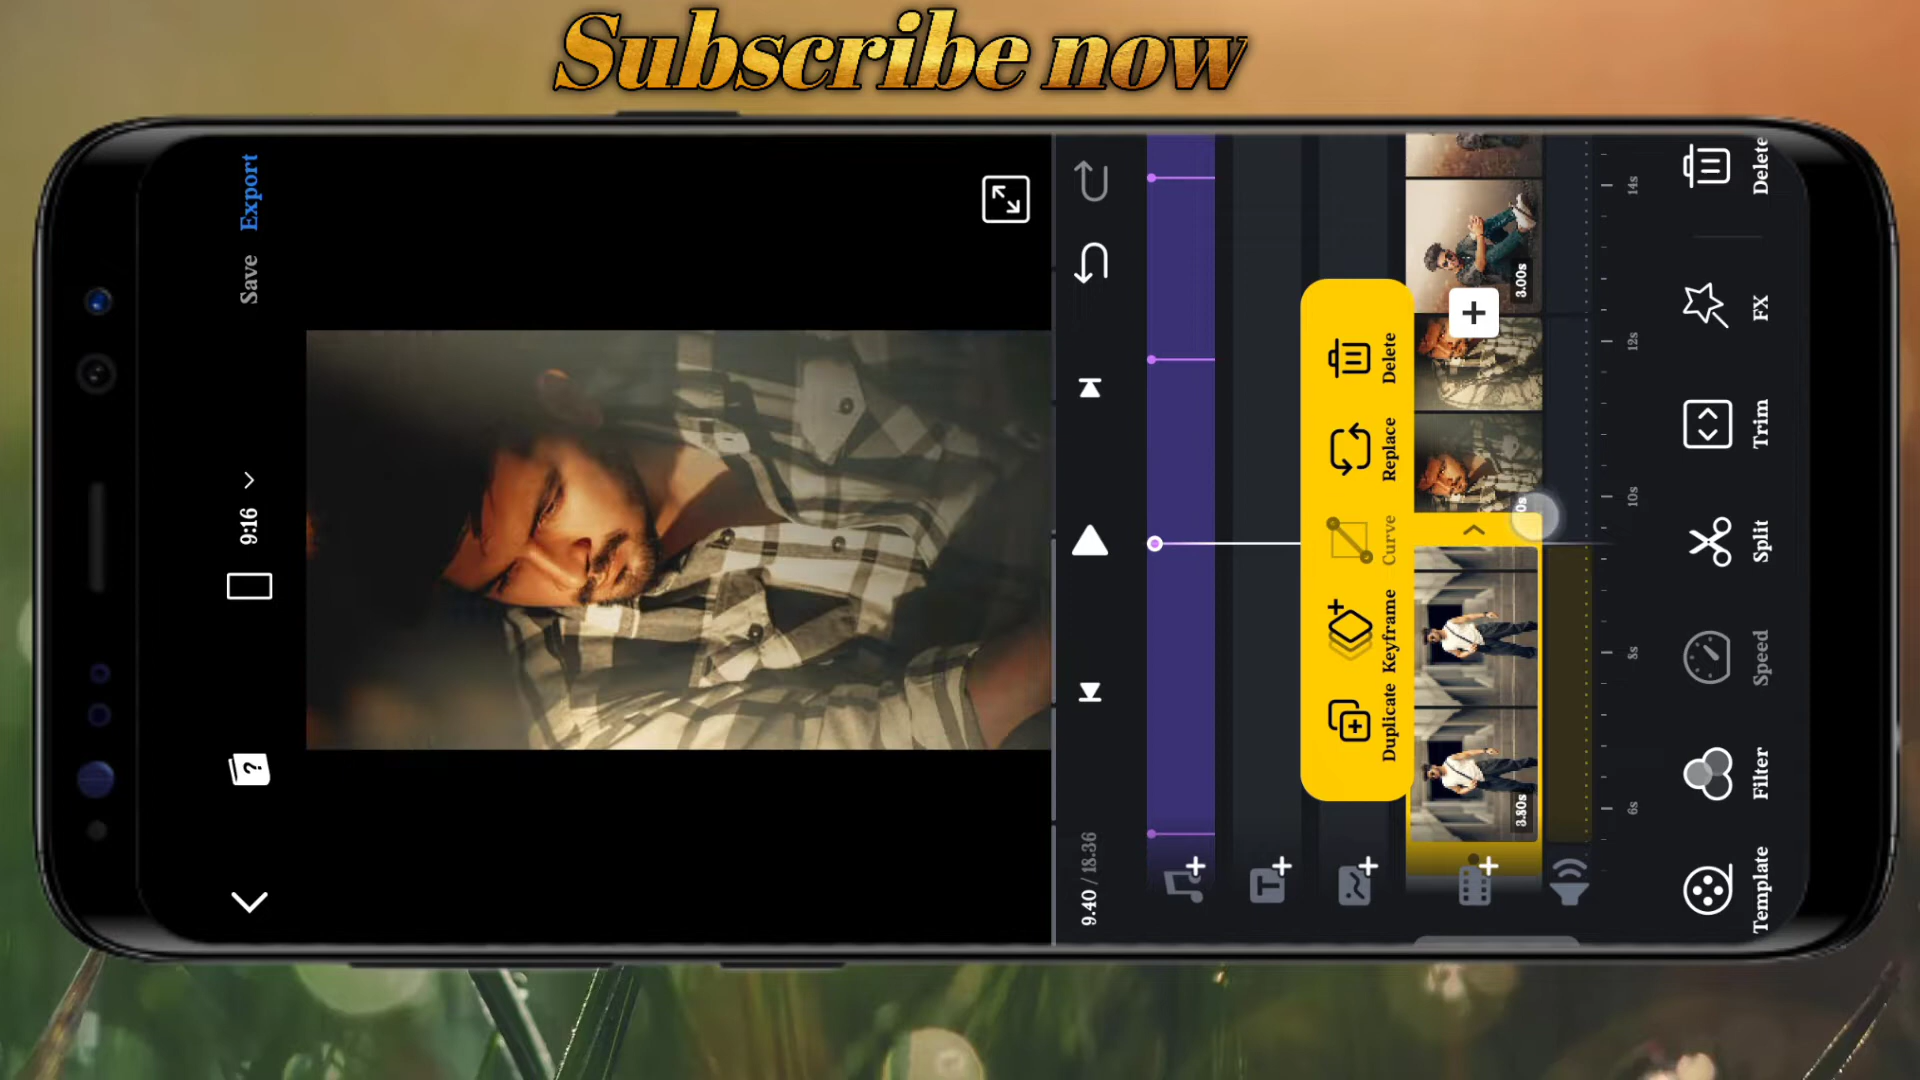 Subscribe now
Save Export
9:16
9.40 / 18.36
Duplicate Keyframe Curve Replace Delete
3.80s
0s
3.00s
6s 8s 10s 12s 14s
Template Filter Speed Split Trim FX Delete